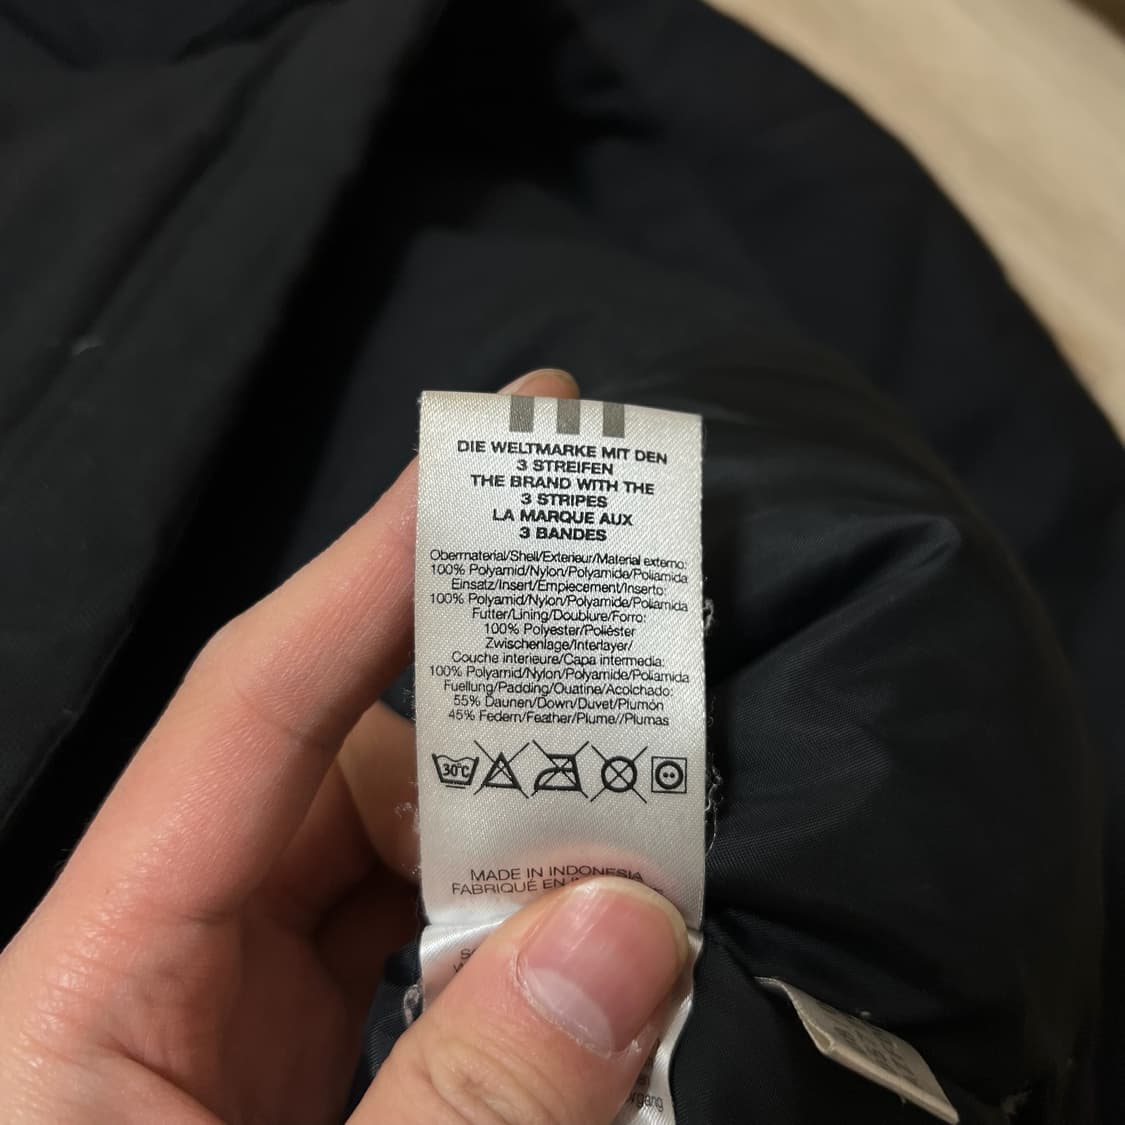 DIE WELTMARKE MIT DEN
3 STREIFEN
THE BRAND WITH THE
3 STRIPES
LA MARQUE AUX
3 BANDES
Obermaterial/Shell/Exterieur/Material externo:
100% Polyamid/Nylon/Polyamide/Poliamida
Einsatz/Insert/Empiecement/Inserto:
100% Polyamid/Nylon/Polyamide/Poliamida
Futter/Lining/Doublure/Forro:
100% Polyester/Poliéster
Zwischenlage/Interlayer/
Couche interieure/Capa intermedia:
100% Polyamid/Nylon/Polyamide/Poliamida
Fuellung/Padding/Ouatine/Acolchado:
55% Daunen/Down/Duvet/Plumón
45% Federn/Feather/Plume//Plumas
30°C
MADE IN INDONESIA
FABRIQUÉ EN